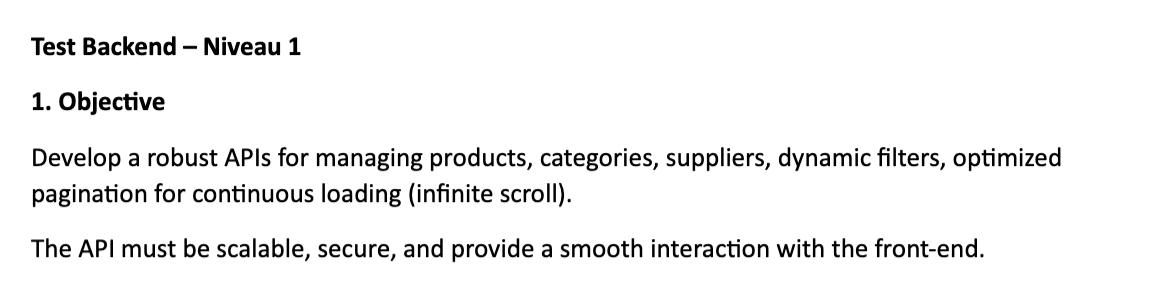 Test Backend – Niveau 1
1. Objective
Develop a robust APIs for managing products, categories, suppliers, dynamic filters, optimized
pagination for continuous loading (infinite scroll).
The API must be scalable, secure, and provide a smooth interaction with the front-end.